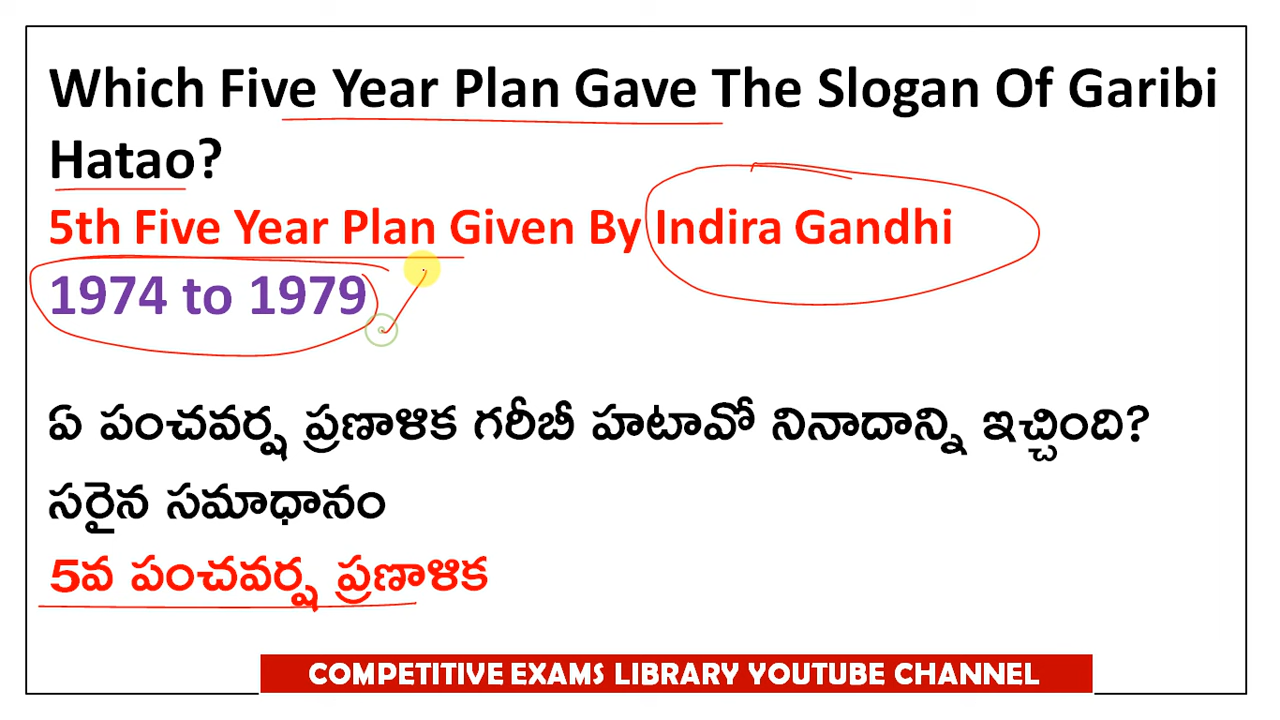 Which Five Year Plan Gave The Slogan Of Garibi
Hatao?
5th Five Year Plan Given By Indira Gandhi
1974 to 1979
ఏ పంచవర్ష ప్రణాళిక గరీబీ హటావో నినాదాన్ని ఇచ్చింది?
సరైన సమాధానం
5వ పంచవర్ష ప్రణాళిక
COMPETITIVE EXAMS LIBRARY YOUTUBE CHANNEL